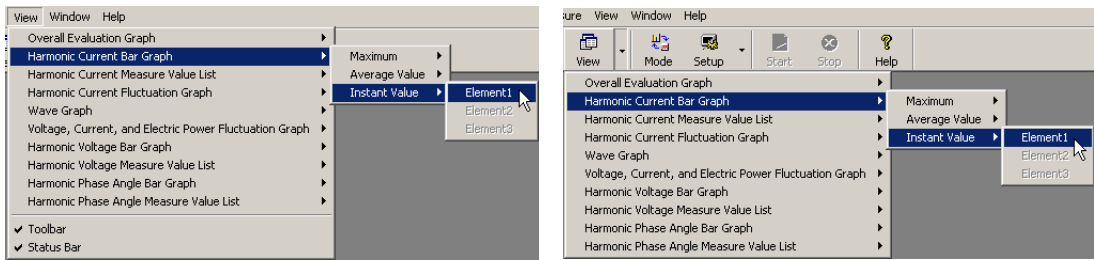 View Window Help
Overall Evaluation Graph
Harmonic Current Bar Graph
Harmonic Current Measure Value List
Harmonic Current Fluctuation Graph
Wave Graph
Voltage, Current, and Electric Power Fluctuation Graph
Harmonic Voltage Bar Graph
Harmonic Voltage Measure Value List
Harmonic Phase Angle Bar Graph
Harmonic Phase Angle Measure Value List
Toolbar
Status Bar
Maximum
Average Value
Instant Value
Element1
Element2
Element3
ure View Window Help
View Mode Setup Start Stop Help
Overall Evaluation Graph
Harmonic Current Bar Graph
Harmonic Current Measure Value List
Harmonic Current Fluctuation Graph
Wave Graph
Voltage, Current, and Electric Power Fluctuation Graph
Harmonic Voltage Bar Graph
Harmonic Voltage Measure Value List
Harmonic Phase Angle Bar Graph
Harmonic Phase Angle Measure Value List
Maximum
Average Value
Instant Value
Element1
Element2
Element3